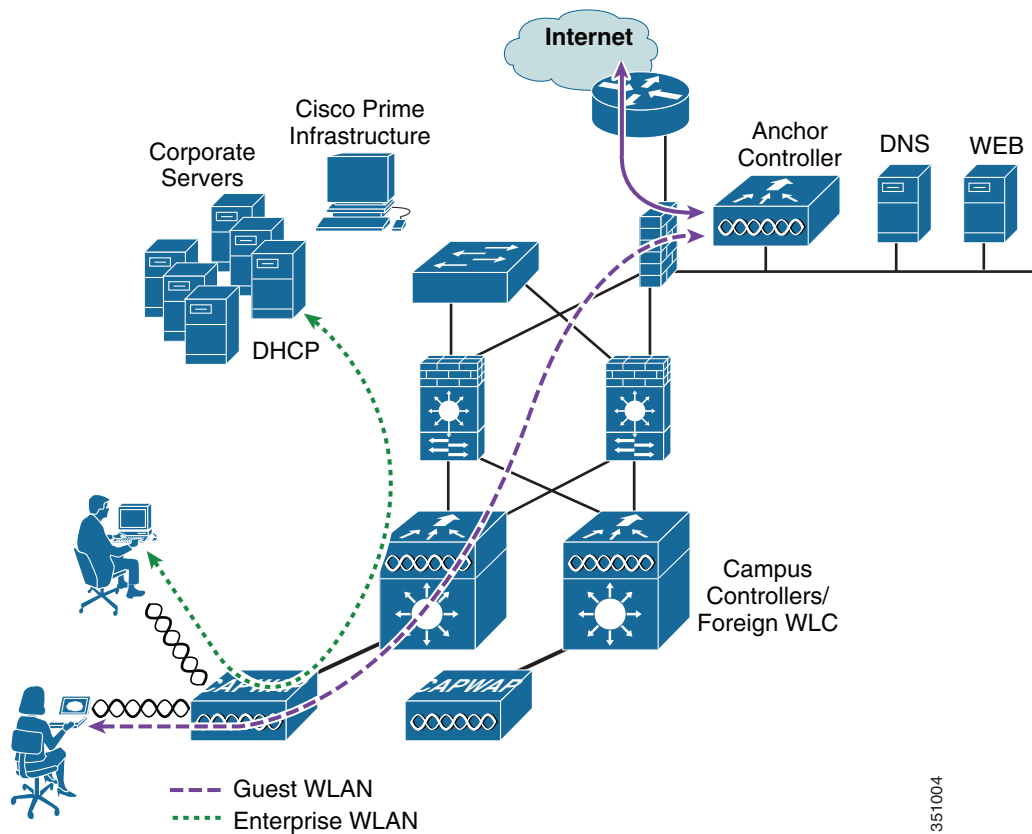 Internet
Cisco Prime
Infrastructure
Corporate
Servers
Anchor
Controller
DNS
WEB
DHCP
Campus
Controllers/
Foreign WLC
CAPWAP
CAPWAP
Guest WLAN
Enterprise WLAN
351004